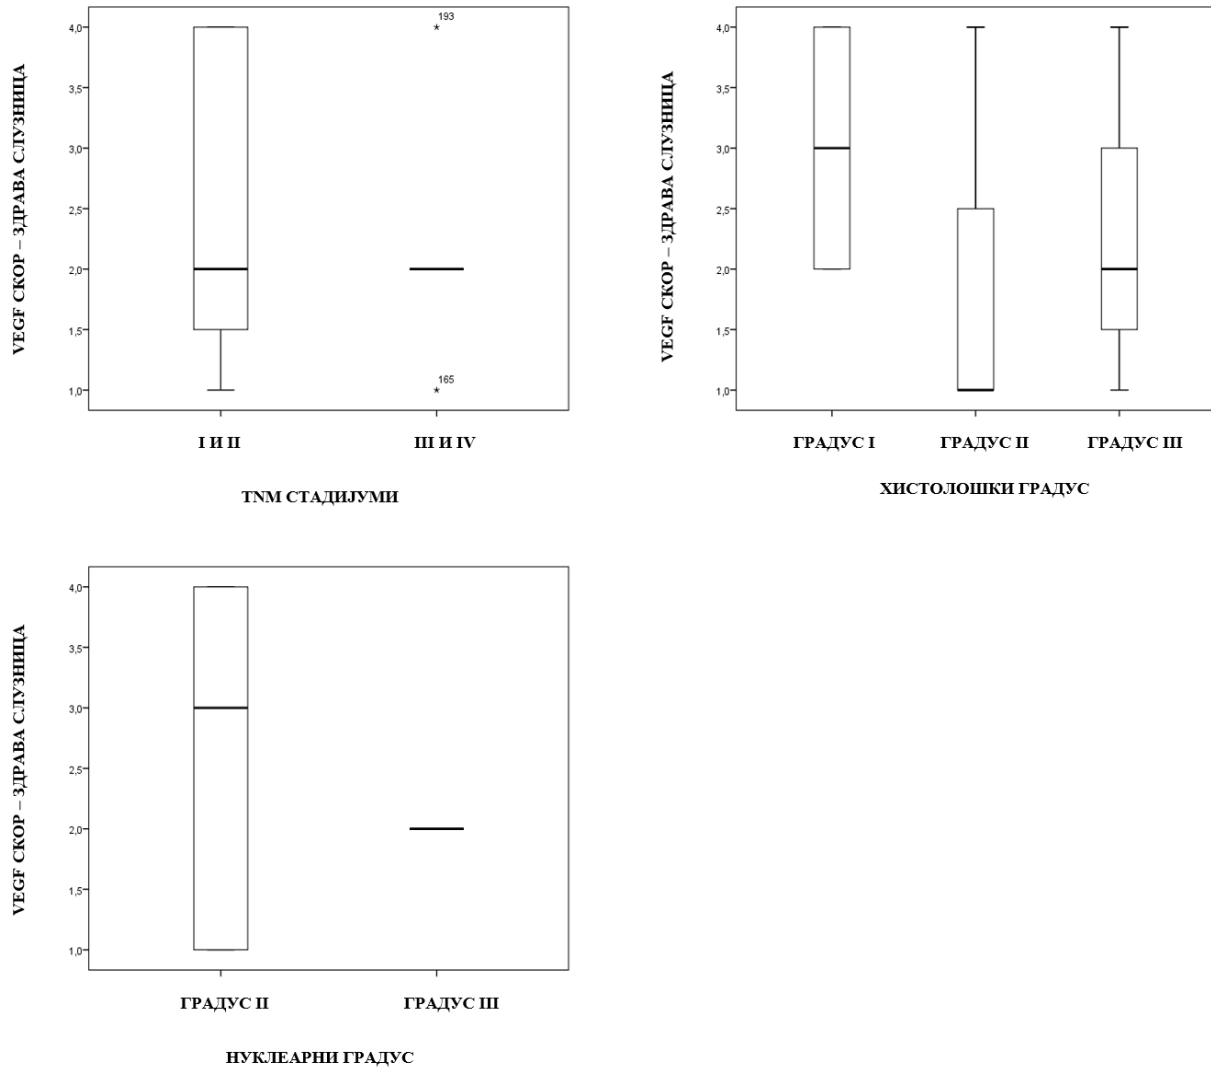 VEGF СКОР – ЗДРАВА СЛУЗНИЦА
4,0
3,5
3,0
2,5
2,0
1,5
1,0
193
165
I И II
III И IV
TNM СТАДИЈУМИ
VEGF СКОР – ЗДРАВА СЛУЗНИЦА
4,0
3,5
3,0
2,5
2,0
1,5
1,0
ГРАДУС I
ГРАДУС II
ГРАДУС III
ХИСТОЛОШКИ ГРАДУС
VEGF СКОР – ЗДРАВА СЛУЗНИЦА
4,0
3,5
3,0
2,5
2,0
1,5
1,0
ГРАДУС II
ГРАДУС III
НУКЛЕАРНИ ГРАДУС